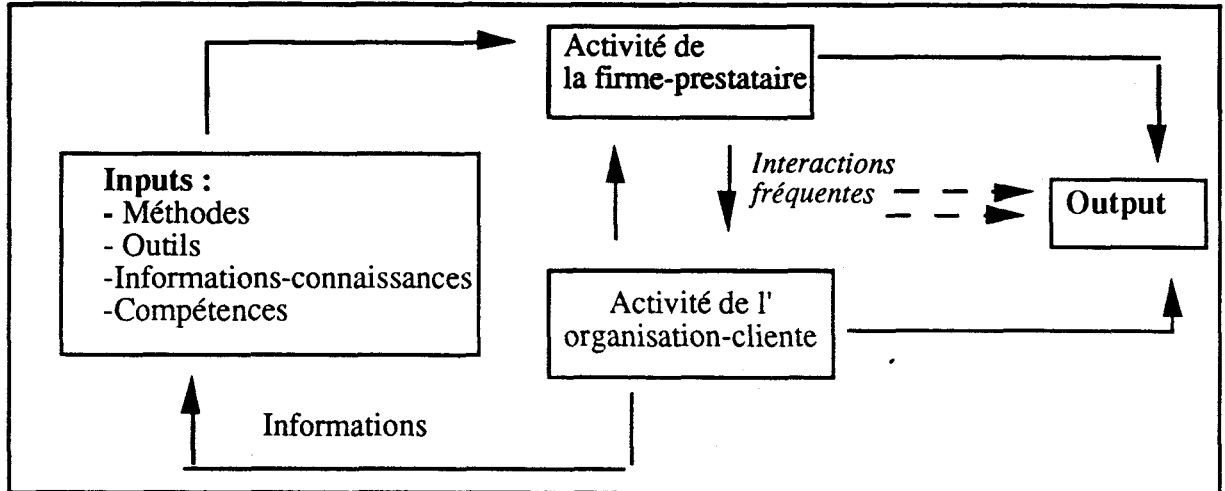 Activité de
la firme-prestataire
Inputs :
- Méthodes
- Outils
-Informations-connaissances
-Compétences
Interactions
fréquentes
Output
Activité de l'
organisation-cliente
Informations